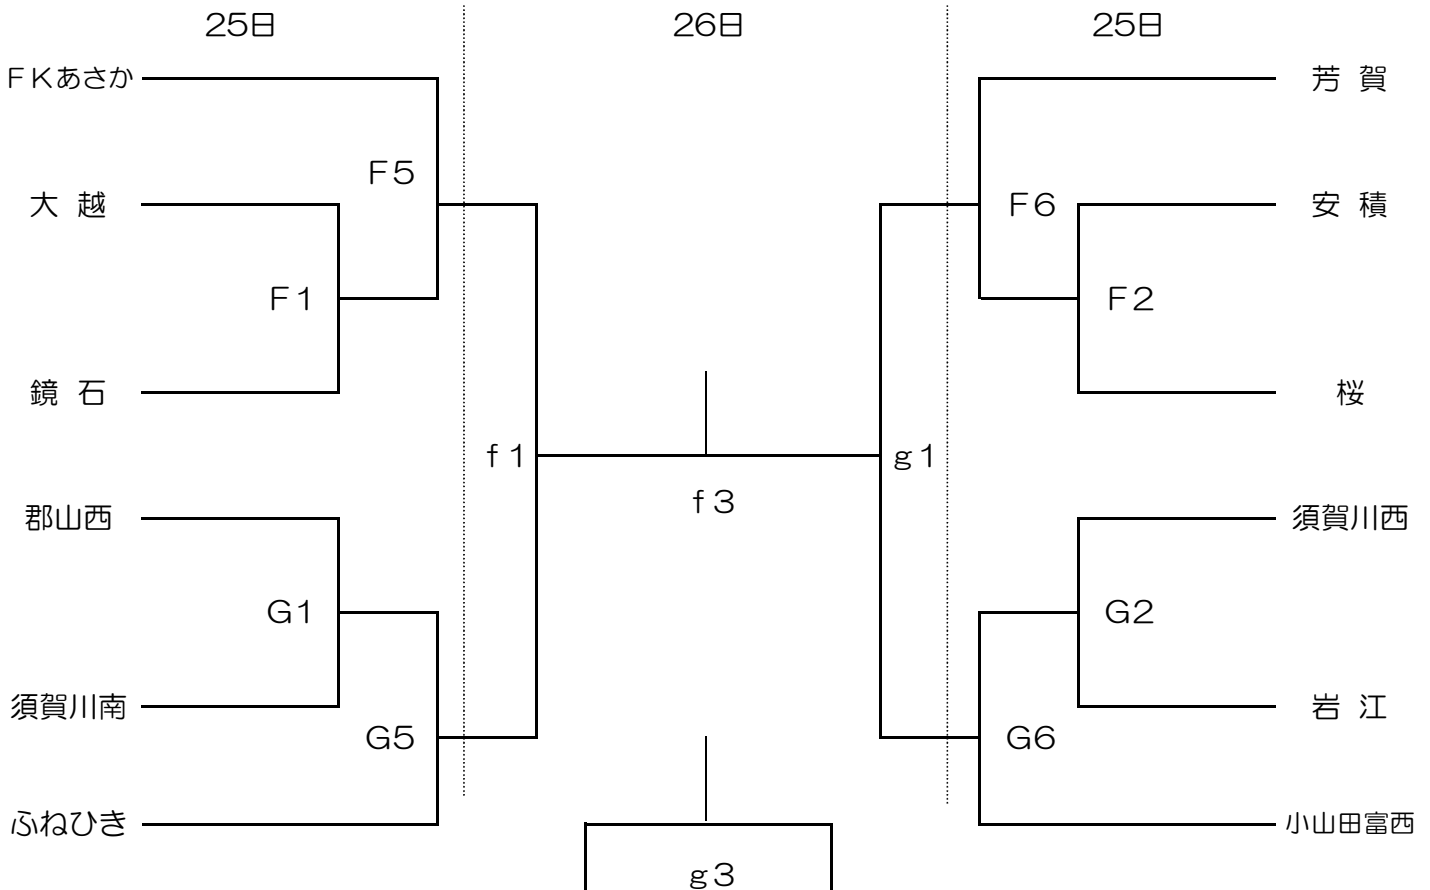 25日 26日 25日
FKあさか 芳 賀
F5
大 越 F6 安 積
F1 F2
鏡 石 桜
f1 g1
f3
郡山西 須賀川西
G1 G2
須賀川南 岩 江
G5 G6
ふねひき 小山田富西
g3